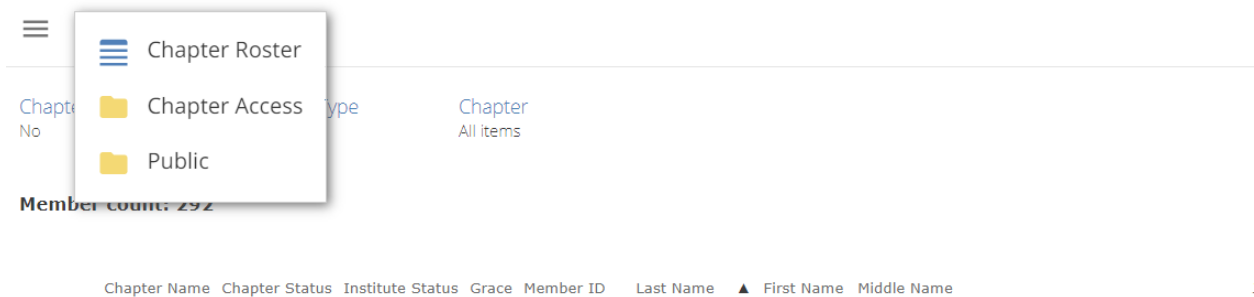 Chapter Roster
Chapter Access
Public
Chapte ype Chapter
No All items
Member count: 292
Chapter Name Chapter Status Institute Status Grace Member ID Last Name ▲ First Name Middle Name